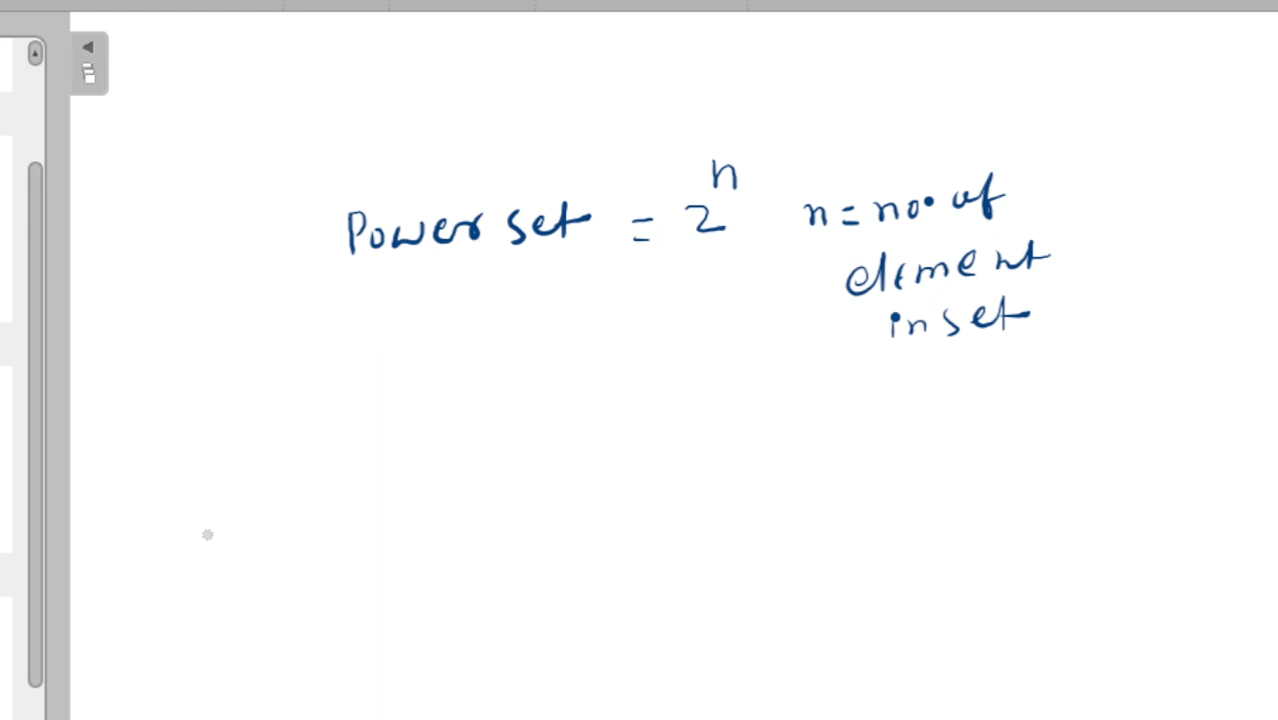 Power set = 2^n n = no. of
element
in set